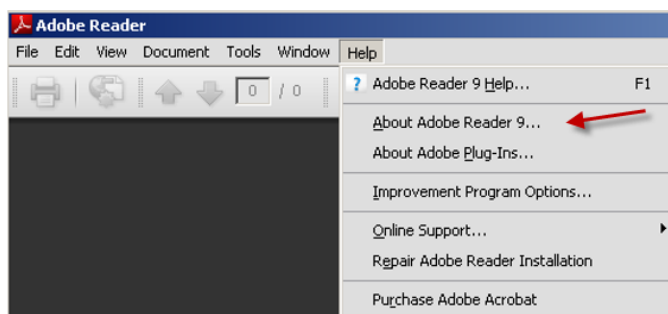 Adobe Reader
File Edit View Document Tools Window Help
0 / 0
? Adobe Reader 9 Help... F1
About Adobe Reader 9...
About Adobe Plug-Ins...
Improvement Program Options...
Online Support...
Repair Adobe Reader Installation
Purchase Adobe Acrobat